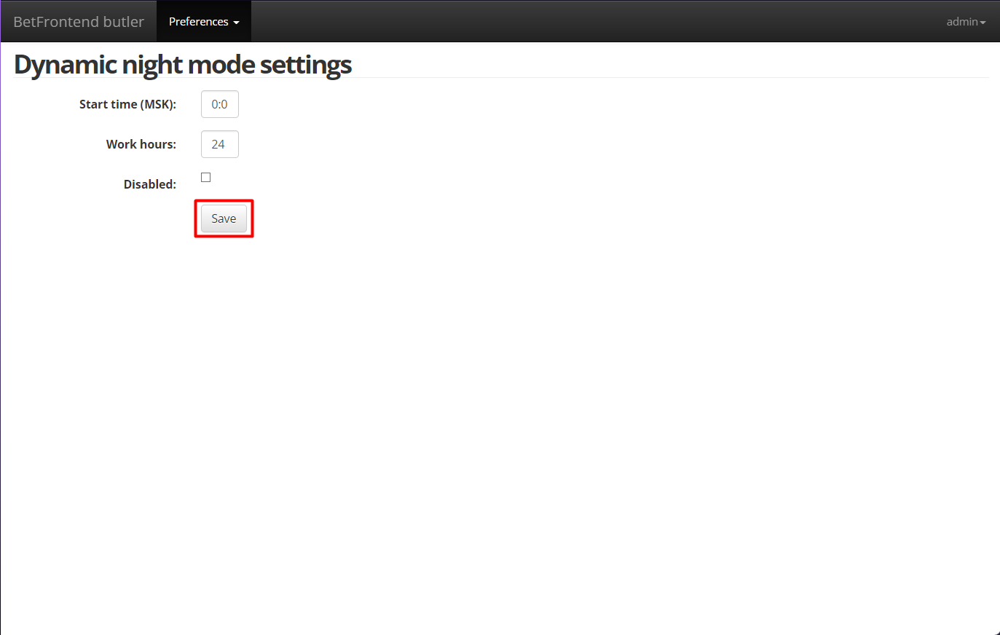 BetFrontend butler Preferences admin
Dynamic night mode settings
Start time (MSK): 0:0
Work hours: 24
Disabled:
Save